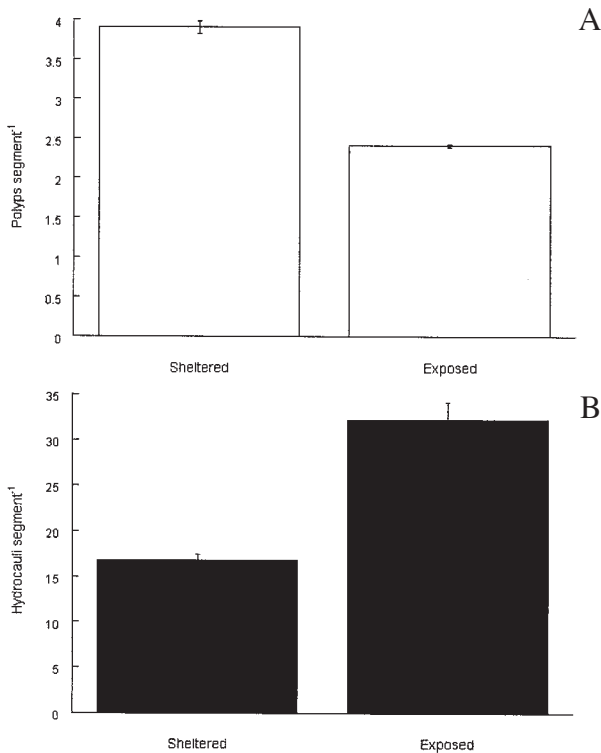 A
4
3.5
3
2.5
2
1.5
1
0.5
0
Polyps segment⁻¹
Sheltered Exposed
B
35
30
25
20
15
10
5
0
Hydrocauli segment⁻¹
Sheltered Exposed